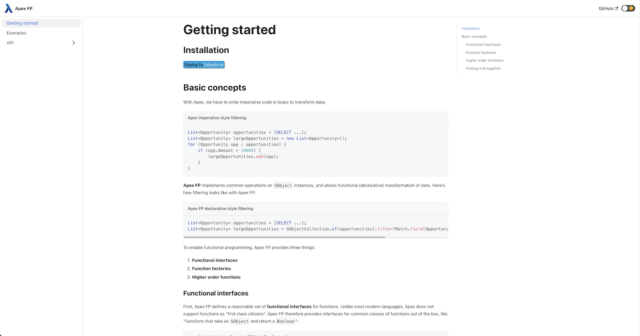 Apex FP
GitHub
Getting started
Examples
API
Getting started
Installation
Deploy to Salesforce
Basic concepts
With Apex, we have to write imperative code in loops to transform data.
Apex imperative style filtering
List<Opportunity> opportunities = [SELECT ...];
List<Opportunity> largeOpportunities = new List<Opportunity>();
for (Opportunity opp : opportunities) {
if (opp.Amount > 10000) {
largeOpportunities.add(opp);
}
}
Apex FP implements common operations on SObject instances, and allows functional (declarative) transformation of data. Here's
how filtering looks like with Apex FP.
Apex FP declarative style filtering
List<Opportunity> opportunities = [SELECT ...];
List<Opportunity> largeOpportunities = SObjectCollection.of(opportunities).filter(Match.field(Opportuni
To enable functional programming, Apex FP provides three things:
1. Functional interfaces
2. Function factories
3. Higher order functions
Functional interfaces
First, Apex FP defines a reasonable set of functional interfaces for functions. Unlike most modern languages, Apex does not
support functions as "first class citizens". Apex FP therefore provides interfaces for common classes of functions out of the box, like
"functions that take an SObject and return a Boolean".
Installation
Basic concepts
Functional interfaces
Function factories
Higher order functions
Putting it all together